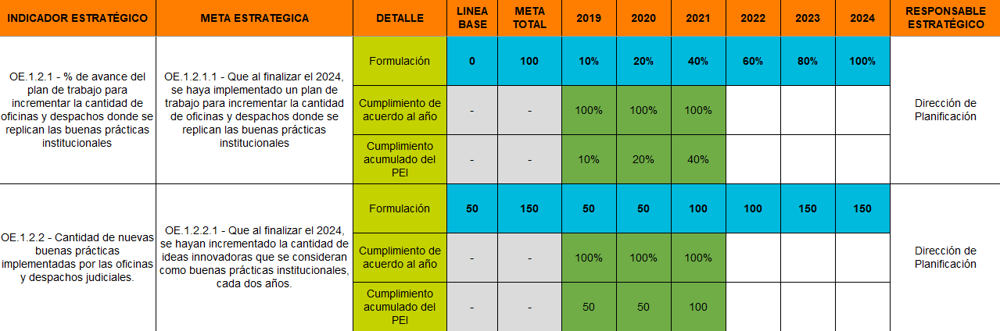 INDICADOR ESTRATÉGICO
META ESTRATEGICA
DETALLE
LINEA
BASE
META
TOTAL
2019
2020
2021
2022
2023
2024
RESPONSABLE
ESTRATÉGICO
OE.1.2.1 - % de avance del
plan de trabajo para
incrementar la cantidad de
oficinas y despachos donde se
replican las buenas prácticas
institucionales
OE.1.2.1.1 - Que al finalizar el 2024,
se haya implementado un plan de
trabajo para incrementar la cantidad
de oficinas y despachos donde se
replican las buenas prácticas
institucionales
Formulación
0
100
10%
20%
40%
60%
80%
100%
Cumplimiento de
acuerdo al año
-
-
100%
100%
100%
Cumplimiento
acumulado del
PEI
-
-
10%
20%
40%
Dirección de
Planificación
OE.1.2.2 - Cantidad de nuevas
buenas prácticas
implementadas por las oficinas
y despachos judiciales.
OE.1.2.2.1 - Que al finalizar el 2024,
se hayan incrementado la cantidad de
ideas innovadoras que se consideran
como buenas prácticas institucionales,
cada dos años.
Formulación
50
150
50
50
100
100
150
150
Cumplimiento de
acuerdo al año
-
-
100%
100%
100%
Cumplimiento
acumulado del
PEI
-
-
50
50
100
Dirección de
Planificación